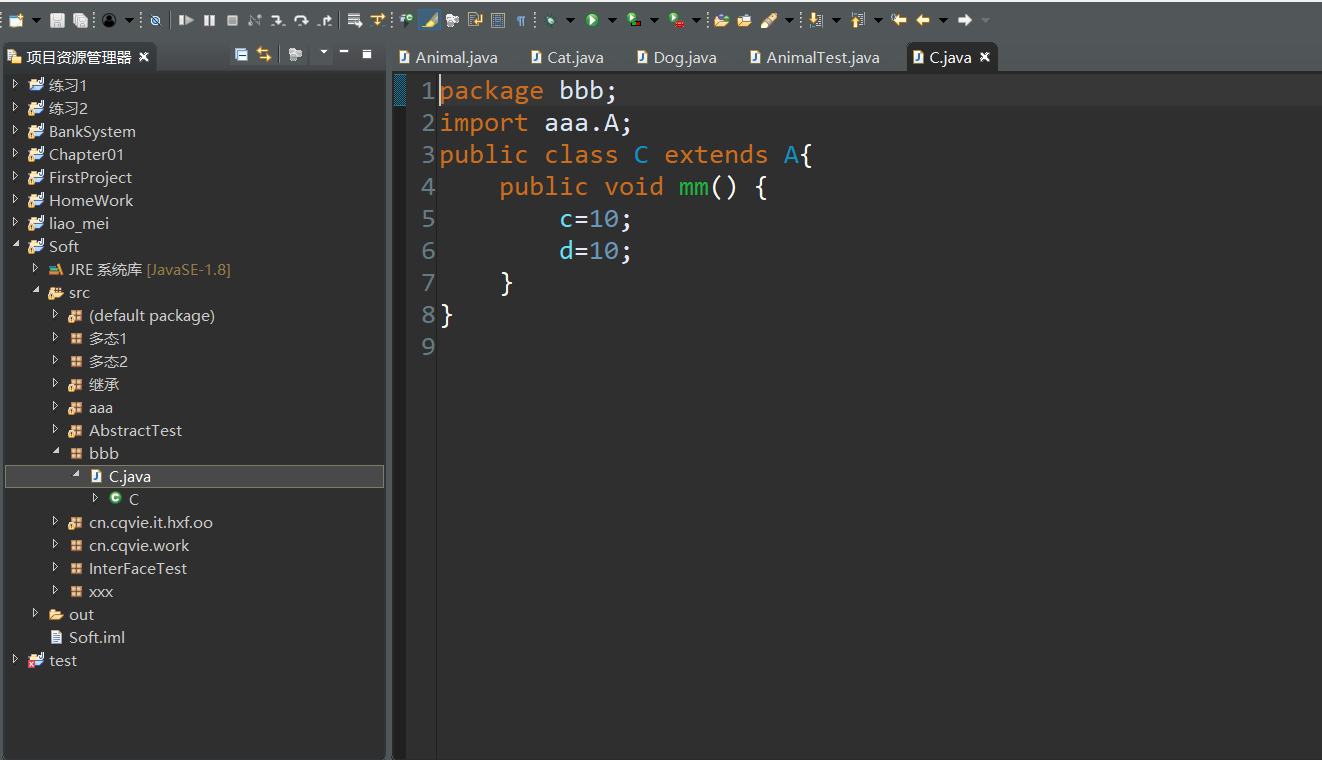 项目资源管理器
练习1
练习2
BankSystem
Chapter01
FirstProject
HomeWork
liao_mei
Soft
JRE 系统库 [JavaSE-1.8]
src
(default package)
多态1
多态2
继承
aaa
AbstractTest
bbb
C.java
C
cn.cqvie.it.hxf.oo
cn.cqvie.work
InterFaceTest
xxx
out
Soft.iml
test
Animal.java Cat.java Dog.java AnimalTest.java C.java
1 package bbb;
2 import aaa.A;
3 public class C extends A{
4     public void mm() {
5         c=10;
6         d=10;
7     }
8 }
9